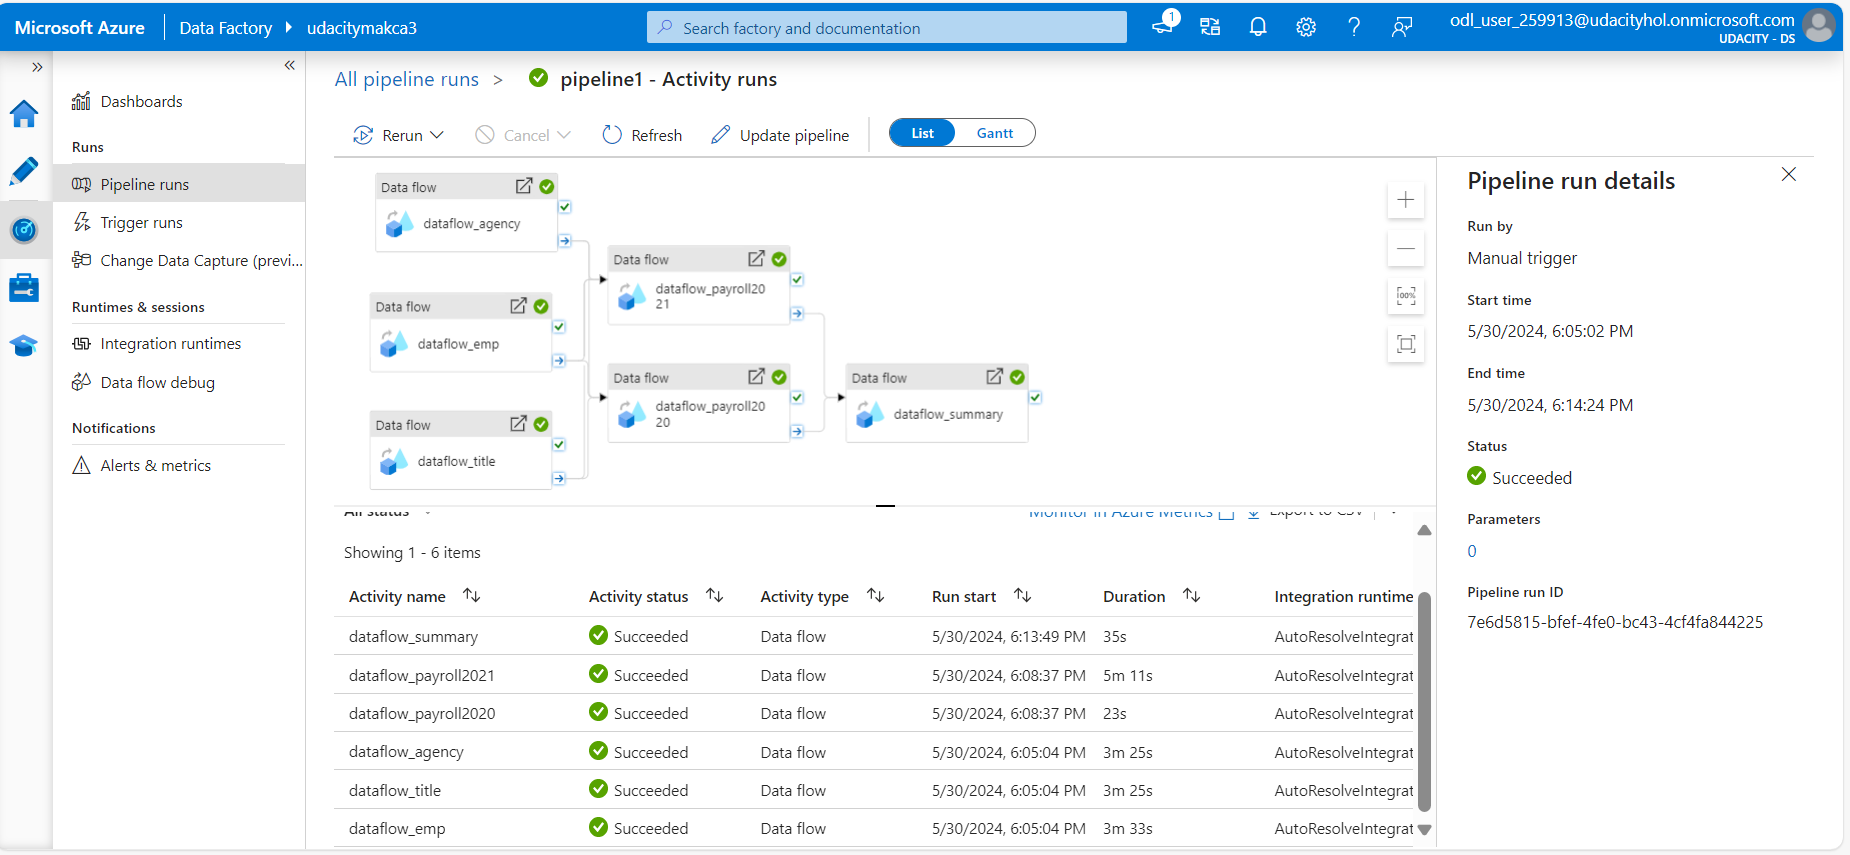 Microsoft Azure
Data Factory
udacitymakca3
Search factory and documentation
1
odl_user_259913@udacityhol.onmicrosoft.com
UDACITY - DS
Dashboards
Runs
Pipeline runs
Trigger runs
Change Data Capture (previ...
Runtimes & sessions
Integration runtimes
Data flow debug
Notifications
Alerts & metrics
All pipeline runs > pipeline1 - Activity runs
Rerun
Cancel
Refresh
Update pipeline
List
Gantt
Data flow
dataflow_agency
Data flow
dataflow_emp
Data flow
dataflow_title
Data flow
dataflow_payroll20
21
Data flow
dataflow_payroll20
20
Data flow
dataflow_summary
100%
All status
Monitor in Azure Metrics
Export to CSV
Showing 1 - 6 items
Activity name Activity status Activity type Run start Duration Integration runtime
dataflow_summary Succeeded Data flow 5/30/2024, 6:13:49 PM 35s AutoResolveIntegrat
dataflow_payroll2021 Succeeded Data flow 5/30/2024, 6:08:37 PM 5m 11s AutoResolveIntegrat
dataflow_payroll2020 Succeeded Data flow 5/30/2024, 6:08:37 PM 23s AutoResolveIntegrat
dataflow_agency Succeeded Data flow 5/30/2024, 6:05:04 PM 3m 25s AutoResolveIntegrat
dataflow_title Succeeded Data flow 5/30/2024, 6:05:04 PM 3m 25s AutoResolveIntegrat
dataflow_emp Succeeded Data flow 5/30/2024, 6:05:04 PM 3m 33s AutoResolveIntegrat
Pipeline run details
Run by
Manual trigger
Start time
5/30/2024, 6:05:02 PM
End time
5/30/2024, 6:14:24 PM
Status
Succeeded
Parameters
0
Pipeline run ID
7e6d5815-bfef-4fe0-bc43-4cf4fa844225